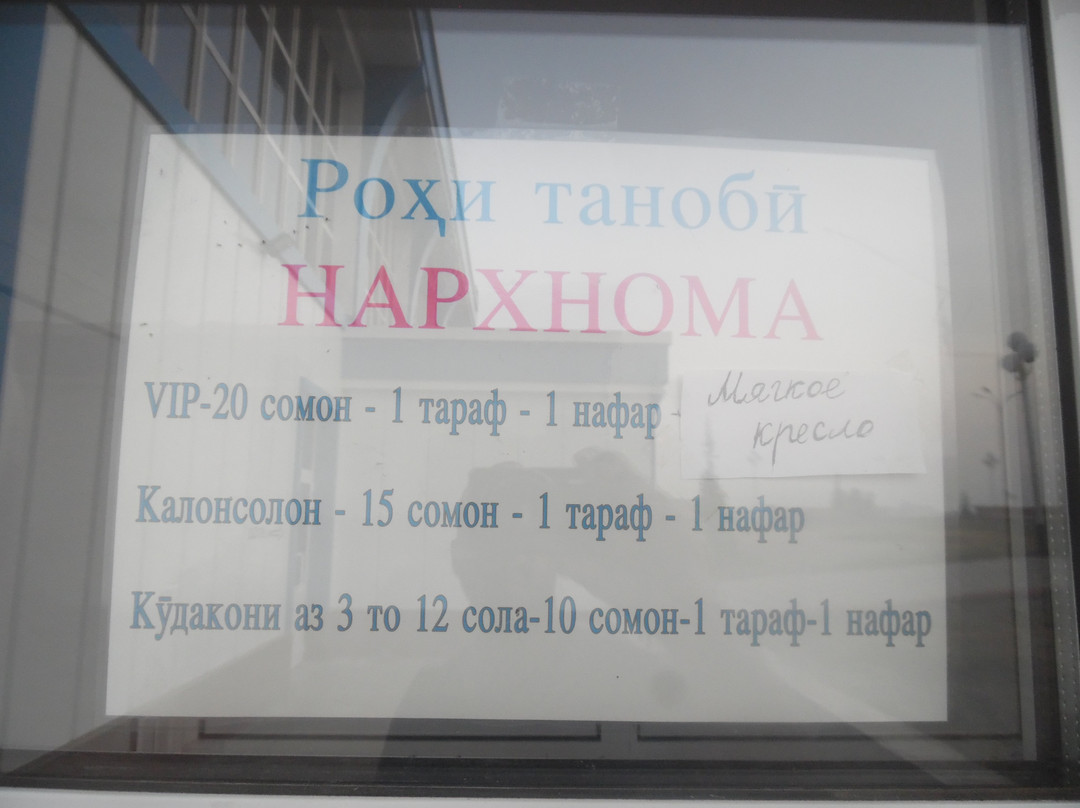 Роҳи танобӣ
НАРХНОМА
VIP-20 сомон - 1 тараф - 1 нафар -
Мягкое
кресло
Калонсолон - 15 сомон - 1 тараф - 1 нафар
Кӯдакони аз 3 то 12 сола-10 сомон-1 тараф-1 нафар